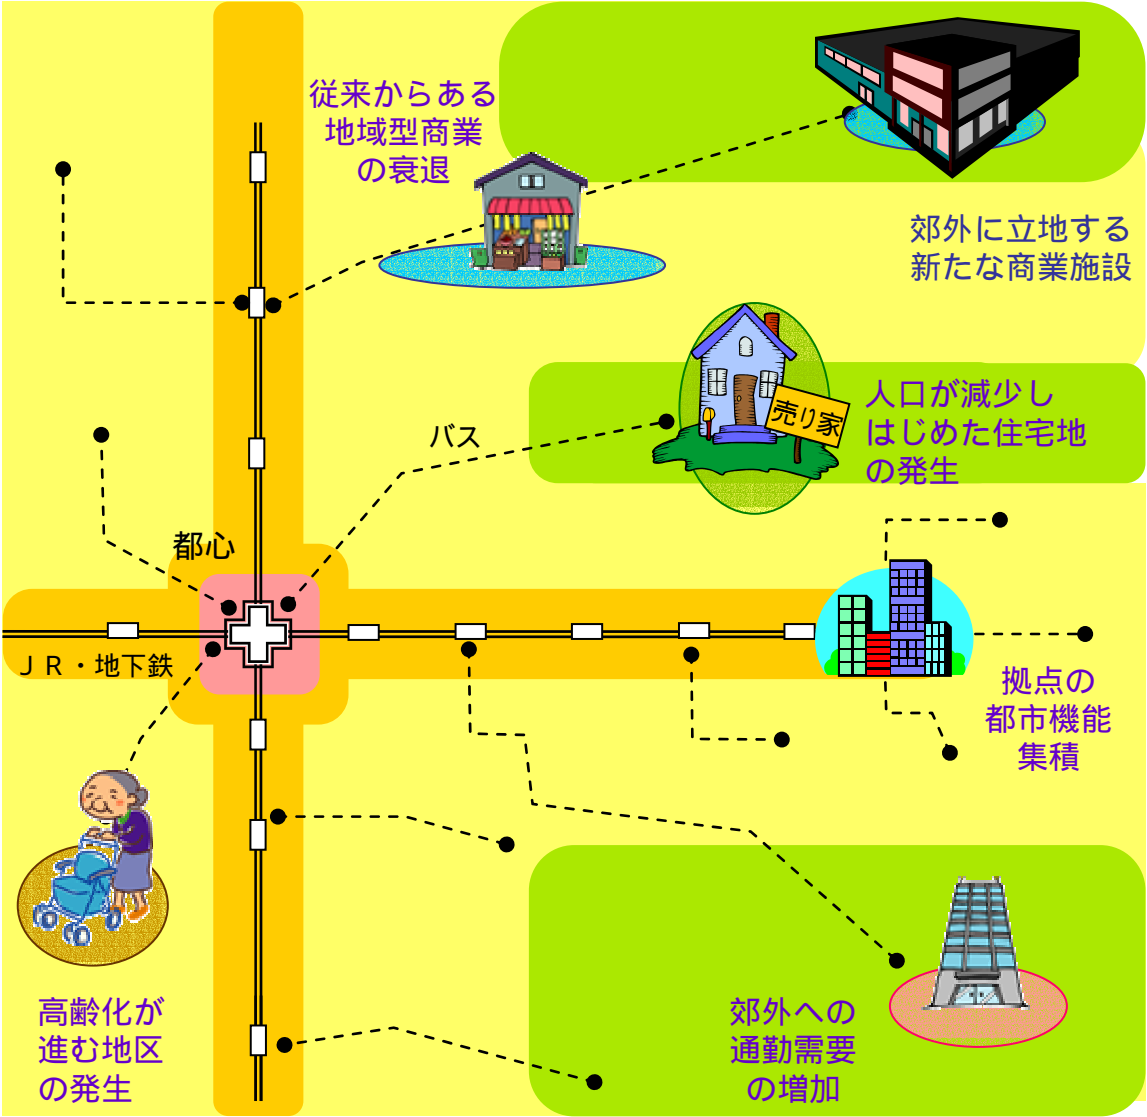 従来からある
地域型商業
の衰退
郊外に立地する
新たな商業施設
人口が減少し
はじめた住宅地
の発生
売り家
バス
都心
ＪＲ・地下鉄
拠点の
都市機能
集積
高齢化が
進む地区
の発生
郊外への
通勤需要
の増加